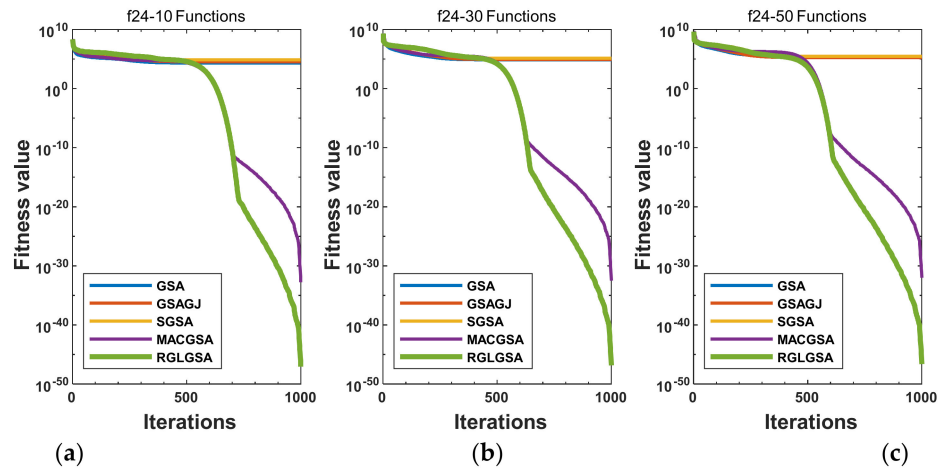 f24-10 Functions
Fitness value
10^10
10^0
10^-10
10^-20
10^-30
10^-40
10^-50
GSA
GSAGJ
SGSA
MACGSA
RGLGSA
0 500 1000
Iterations
(a)
f24-30 Functions
Fitness value
10^10
10^0
10^-10
10^-20
10^-30
10^-40
10^-50
GSA
GSAGJ
SGSA
MACGSA
RGLGSA
0 500 1000
Iterations
(b)
f24-50 Functions
Fitness value
10^10
10^0
10^-10
10^-20
10^-30
10^-40
10^-50
GSA
GSAGJ
SGSA
MACGSA
RGLGSA
0 500 1000
Iterations
(c)